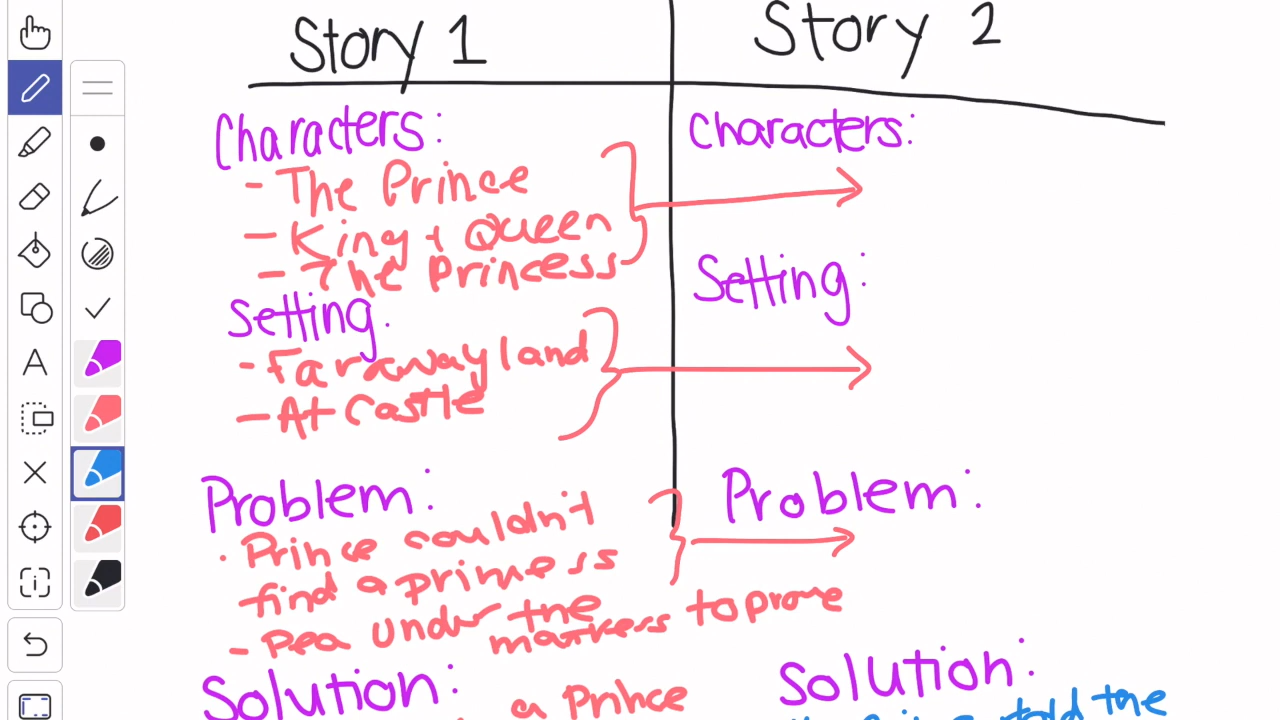 Story 1
Story 2
Characters:
- The Prince
- King + Queen
- The Princess
Setting:
- Far away land
- At Castle
Problem:
· Prince couldn't
find a princess
- Pea under the
mattress to prove
Solution:
a Prince
Characters:
Setting:
Problem:
Solution:
told the